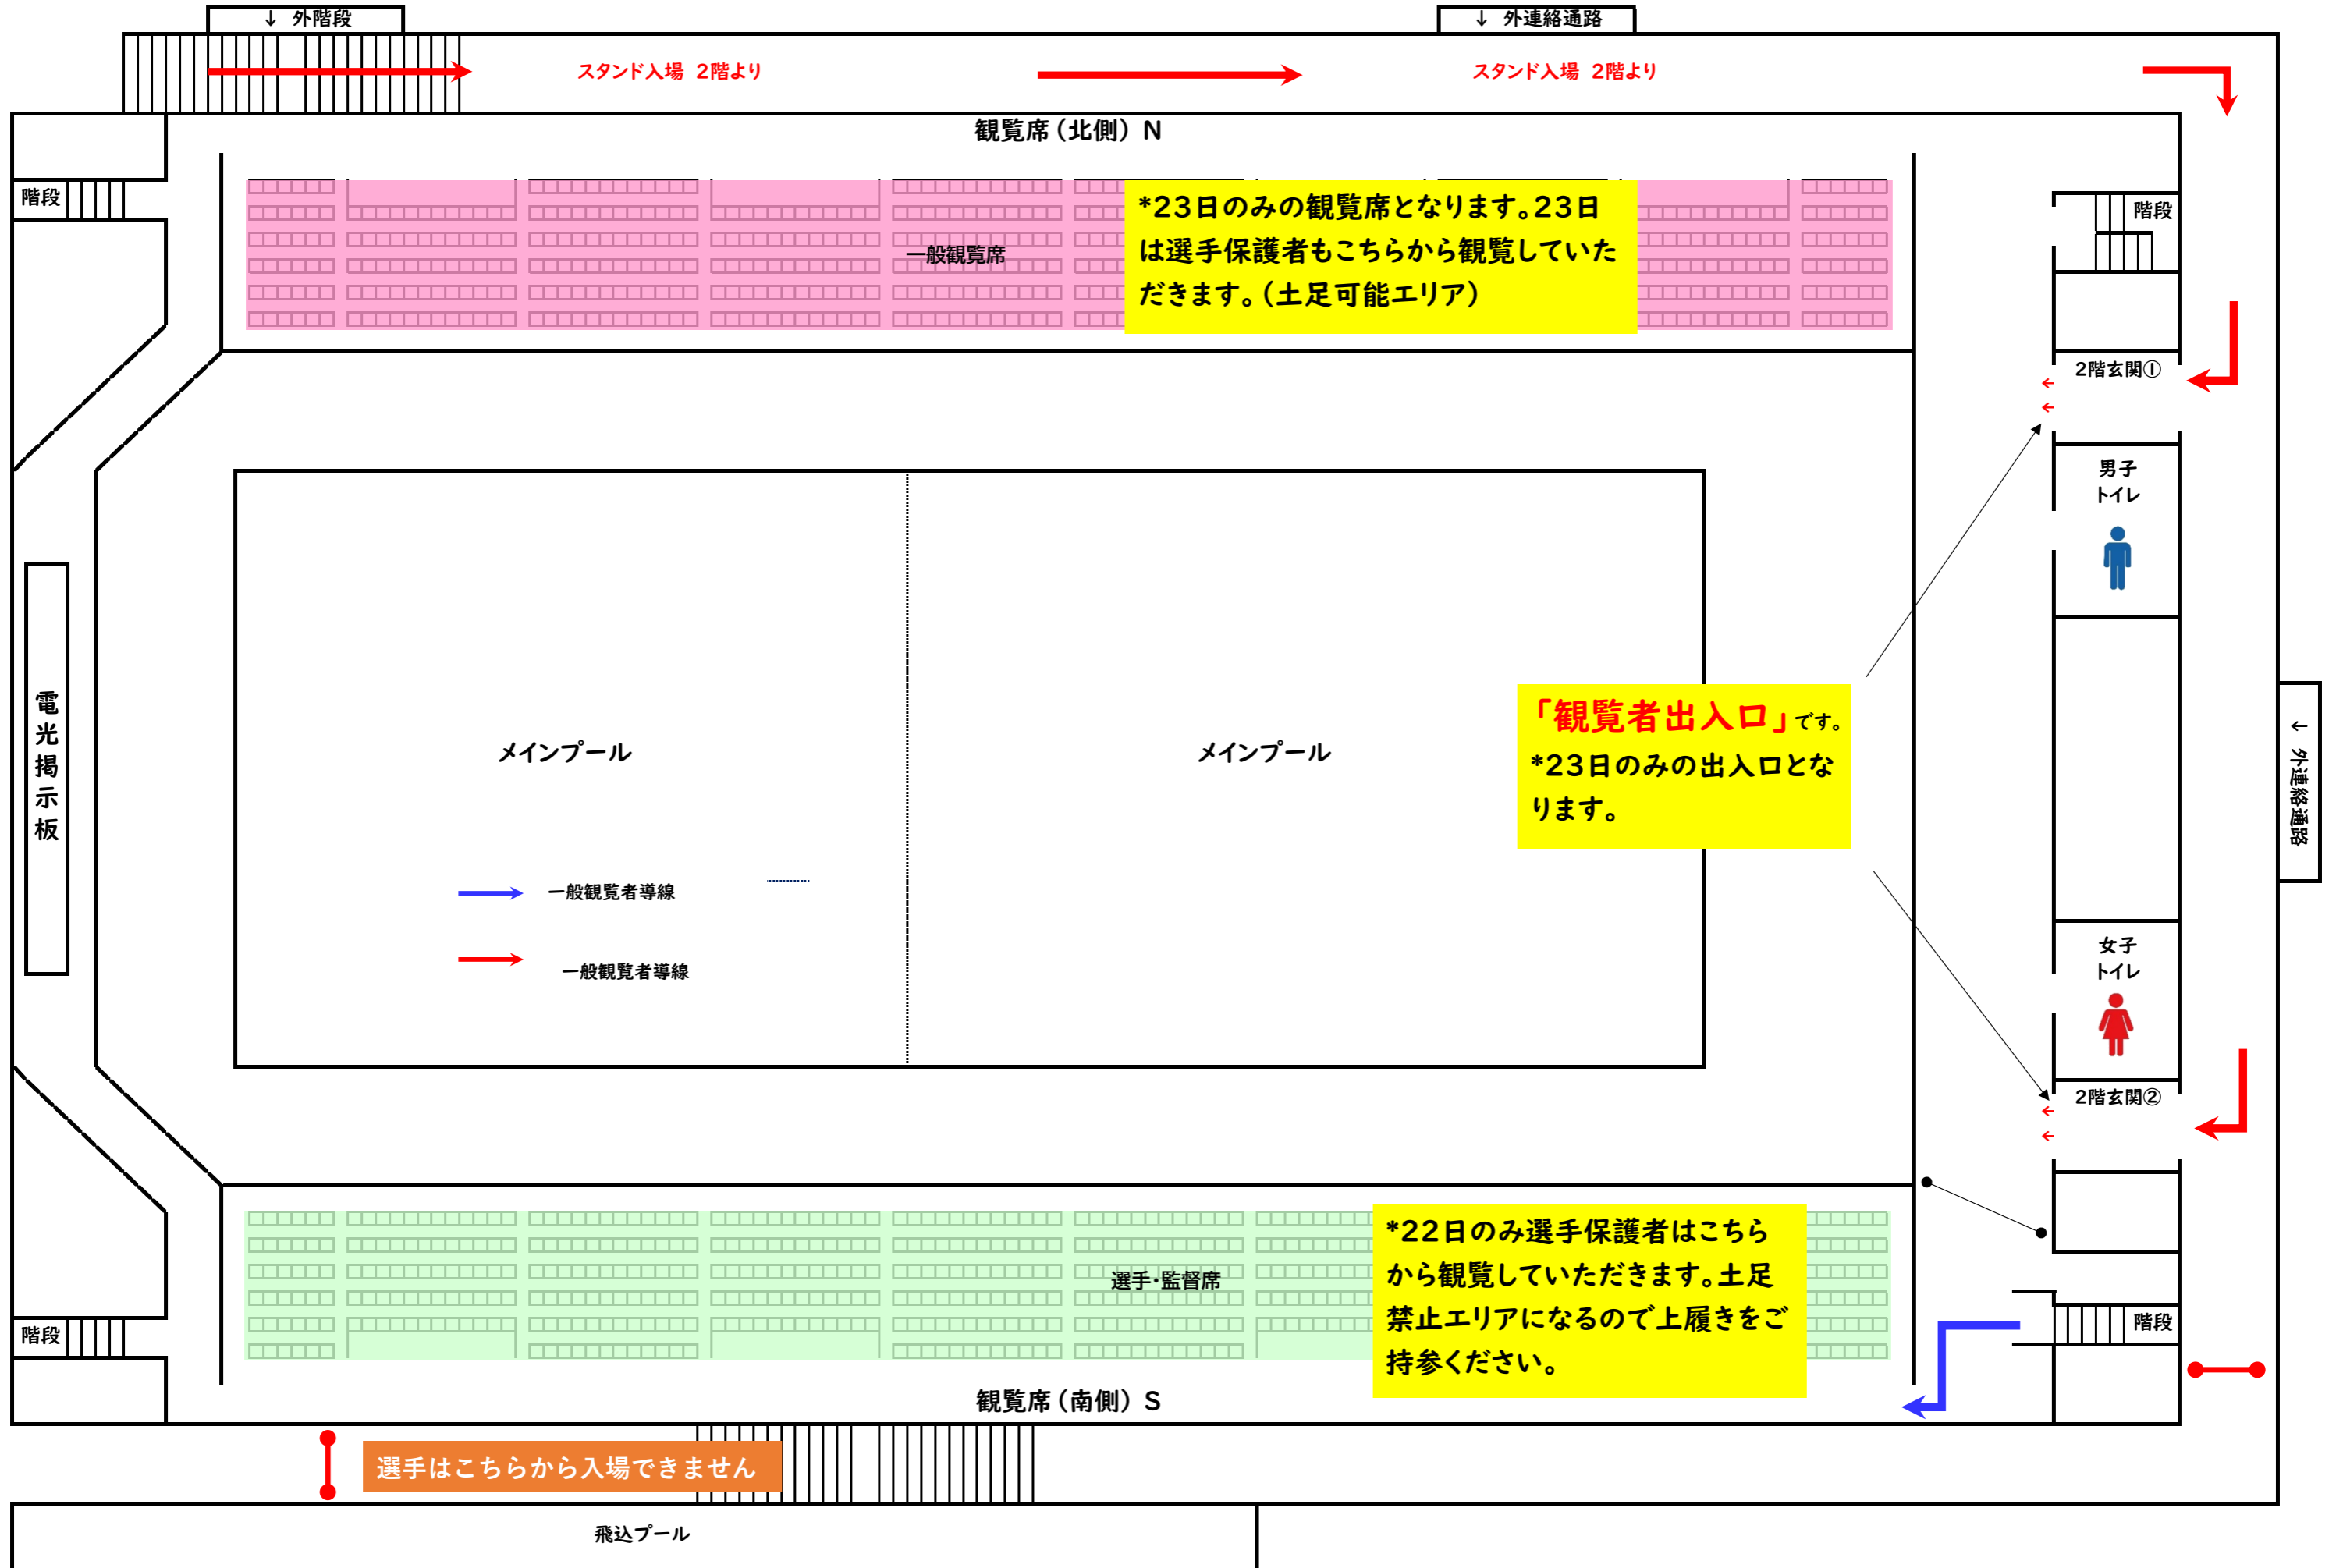 ↓ 外階段
↓ 外連絡通路
スタンド入場 2階より
スタンド入場 2階より
観覧席(北側) N
階段
階段
一般観覧席
*23日のみの観覧席となります。23日
は選手保護者もこちらから観覧していた
だきます。(土足可能エリア)
2階玄関①
男子
トイレ
電光掲示板
メインプール
メインプール
「観覧者出入口」です。
*23日のみの出入口とな
ります。
← 外連絡通路
一般観覧者導線
一般観覧者導線
女子
トイレ
2階玄関②
選手・監督席
*22日のみ選手保護者はこちら
から観覧していただきます。土足
禁止エリアになるので上履きをご
持参ください。
階段
階段
観覧席(南側) S
選手はこちらから入場できません
飛込プール